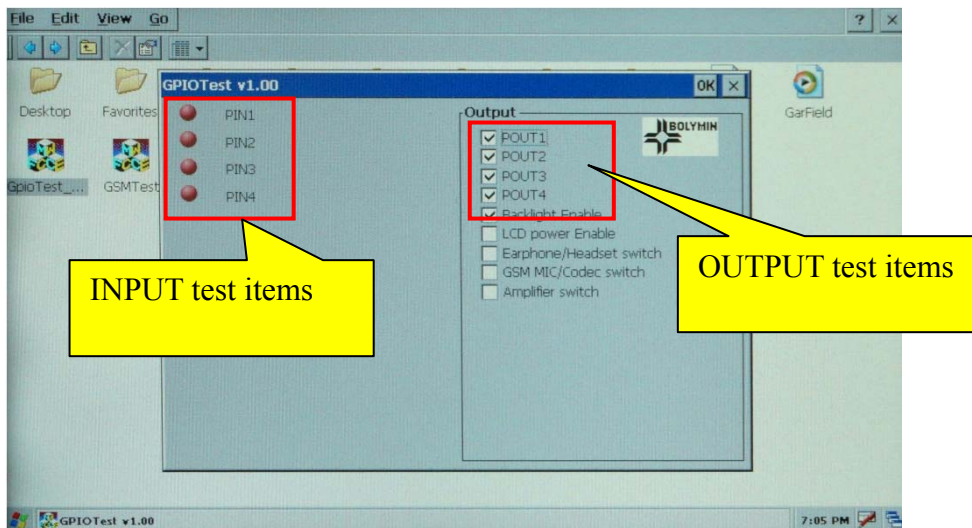 File Edit View Go
?
Desktop
Favorites
GarField
GpioTest_...
GSMTest
GPIOTest v1.00
OK
PIN1
PIN2
PIN3
PIN4
Output
BOLYMIN
POUT1
POUT2
POUT3
POUT4
Backlight Enable
LCD power Enable
Earphone/Headset switch
GSM MIC/Codec switch
Amplifier switch
INPUT test items
OUTPUT test items
GPIOTest v1.00
7:05 PM